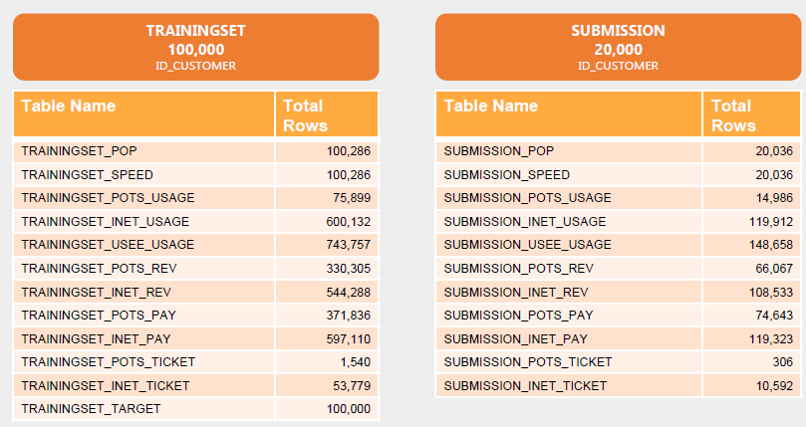 TRAININGSET
100,000
ID_CUSTOMER
Table Name Total Rows
TRAININGSET_POP 100,286
TRAININGSET_SPEED 100,286
TRAININGSET_POTS_USAGE 75,899
TRAININGSET_INET_USAGE 600,132
TRAININGSET_USEE_USAGE 743,757
TRAININGSET_POTS_REV 330,305
TRAININGSET_INET_REV 544,288
TRAININGSET_POTS_PAY 371,836
TRAININGSET_INET_PAY 597,110
TRAININGSET_POTS_TICKET 1,540
TRAININGSET_INET_TICKET 53,779
TRAININGSET_TARGET 100,000
SUBMISSION
20,000
ID_CUSTOMER
Table Name Total Rows
SUBMISSION_POP 20,036
SUBMISSION_SPEED 20,036
SUBMISSION_POTS_USAGE 14,986
SUBMISSION_INET_USAGE 119,912
SUBMISSION_USEE_USAGE 148,658
SUBMISSION_POTS_REV 66,067
SUBMISSION_INET_REV 108,533
SUBMISSION_POTS_PAY 74,643
SUBMISSION_INET_PAY 119,323
SUBMISSION_POTS_TICKET 306
SUBMISSION_INET_TICKET 10,592